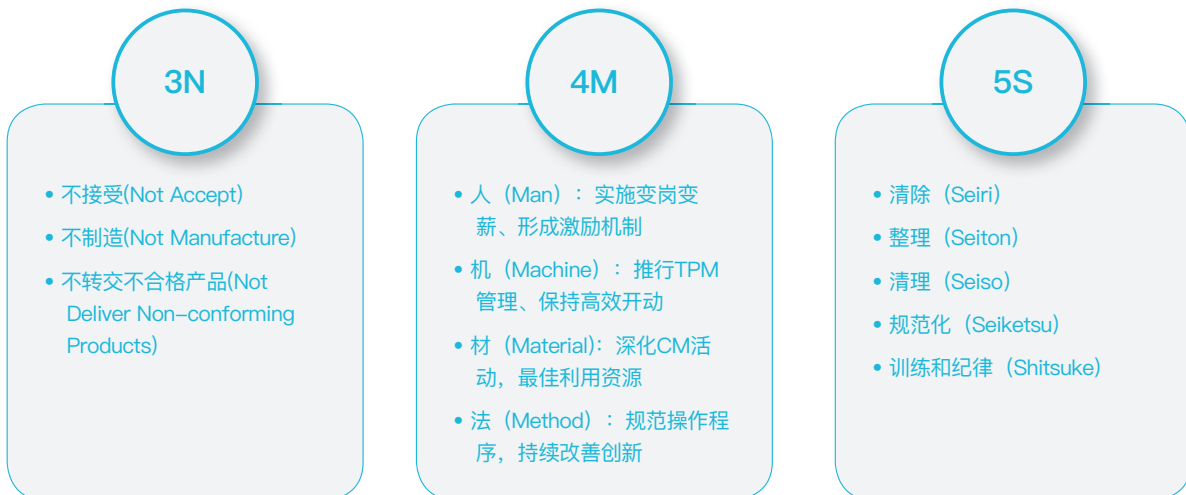 3N
• 不接受(Not Accept)
• 不制造(Not Manufacture)
• 不转交不合格产品(Not
Deliver Non-conforming
Products)
4M
• 人（Man）：实施变岗变
薪、形成激励机制
• 机（Machine）：推行TPM
管理、保持高效开动
• 材（Material)：深化CM活
动，最佳利用资源
• 法（Method）：规范操作程
序，持续改善创新
5S
• 清除（Seiri）
• 整理（Seiton）
• 清理（Seiso）
• 规范化（Seiketsu）
• 训练和纪律（Shitsuke）